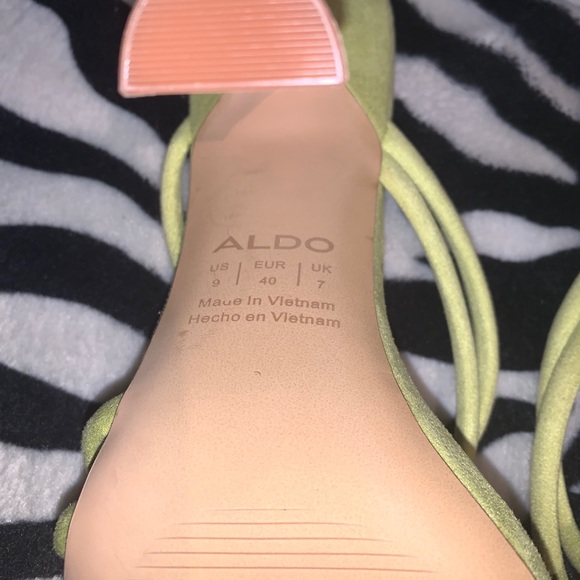 ALDO
US | EUR | UK
9 | 40 | 7
Made In Vietnam
Hecho en Vietnam